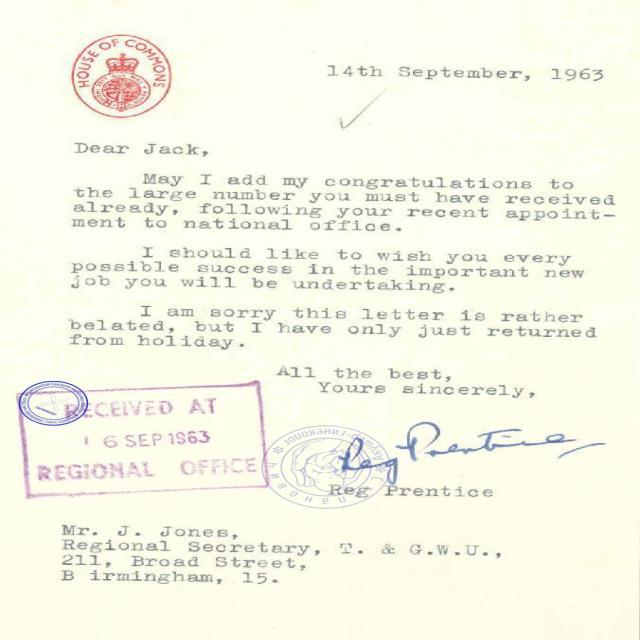 HOUSE OF COMMONS
14th September, 1963
Dear Jack,
May I add my congratulations to
the large number you must have received
already, following your recent appoint-
ment to national office.
I should like to wish you every
possible success in the important new
job you will be undertaking.
I am sorry this letter is rather
belated, but I have only just returned
from holiday.
All the best,
Yours sincerely,
RECEIVED AT
16 SEP 1963
REGIONAL OFFICE
Reg Prentice
Reg Prentice
Mr. J. Jones,
Regional Secretary, T. & G.W.U.,
211, Broad Street,
B irmingham, 15.